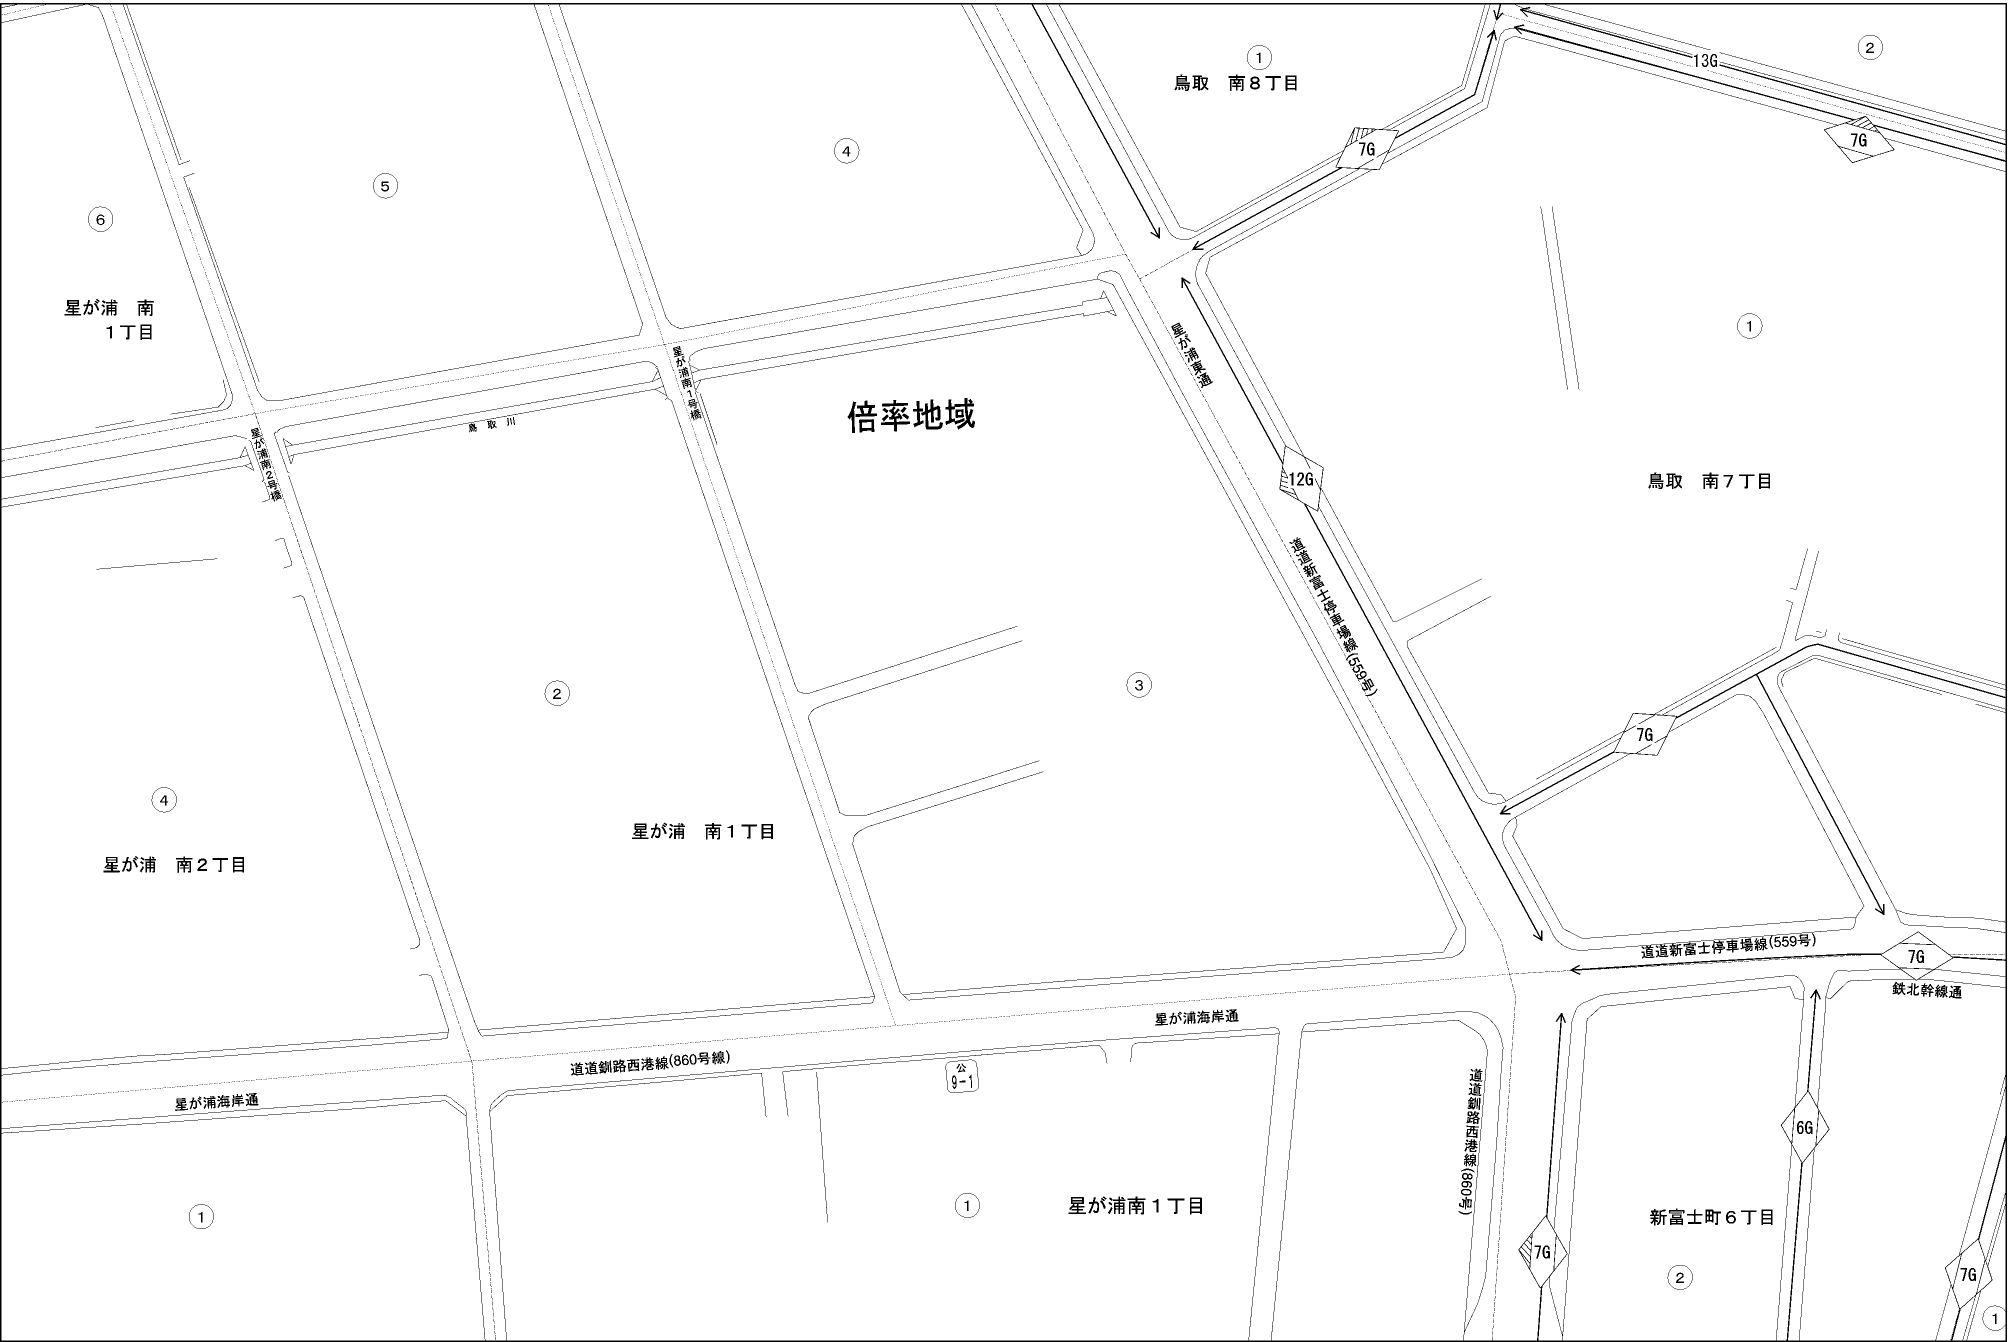 ①
鳥取　南８丁目
②
13G
7G
7G
④
⑤
⑥
星が浦　南
１丁目
①
星が浦東通
星が浦南１号橋
倍率地域
鳥取川
星が浦南２号橋
12G
鳥取　南７丁目
道道新富士停車場線(559号)
②
③
7G
④
星が浦　南１丁目
星が浦　南２丁目
道道新富士停車場線(559号)
7G
鉄北幹線通
星が浦海岸通
道道釧路西港線(860号線)
公
9-1
星が浦海岸通
道道釧路西港線(860号)
6G
①
①
星が浦南１丁目
新富士町６丁目
7G
②
7G
①